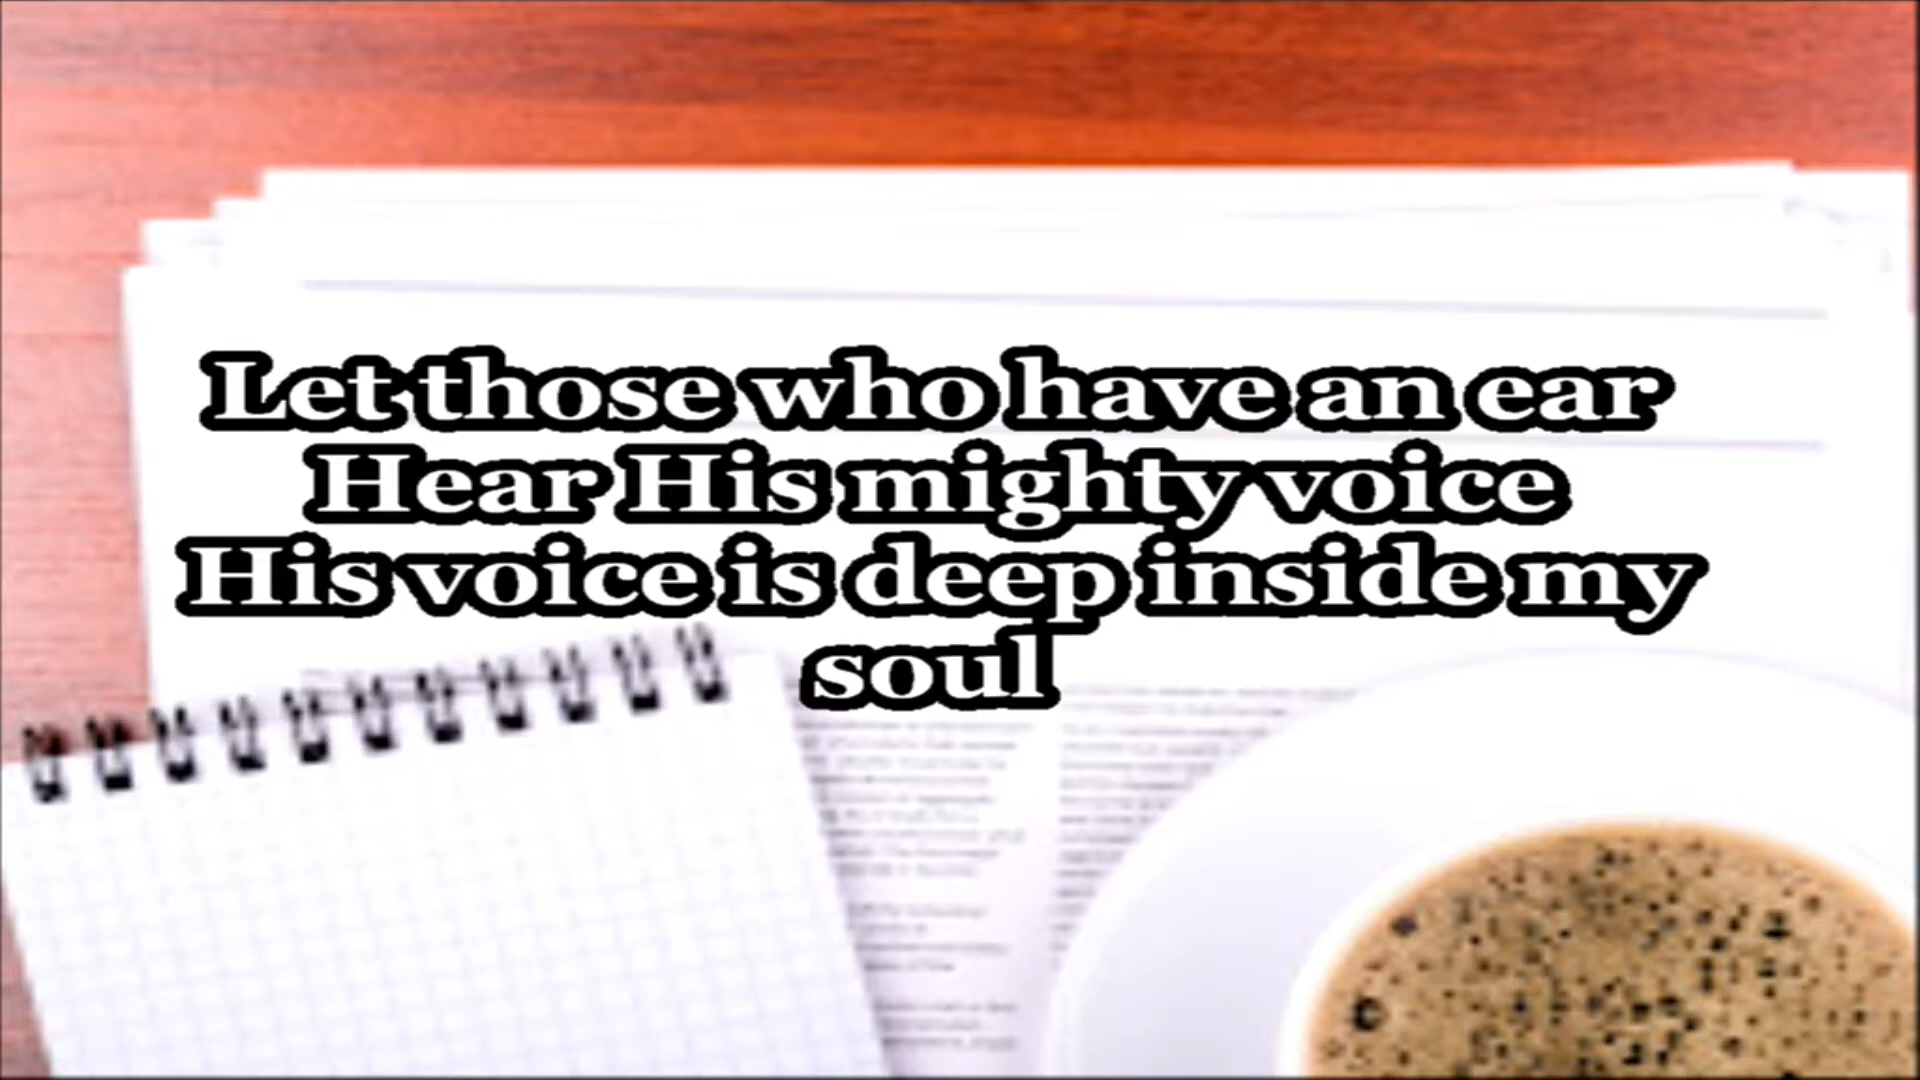 Let those who have an ear
Hear His mighty voice
His voice is deep inside my
soul